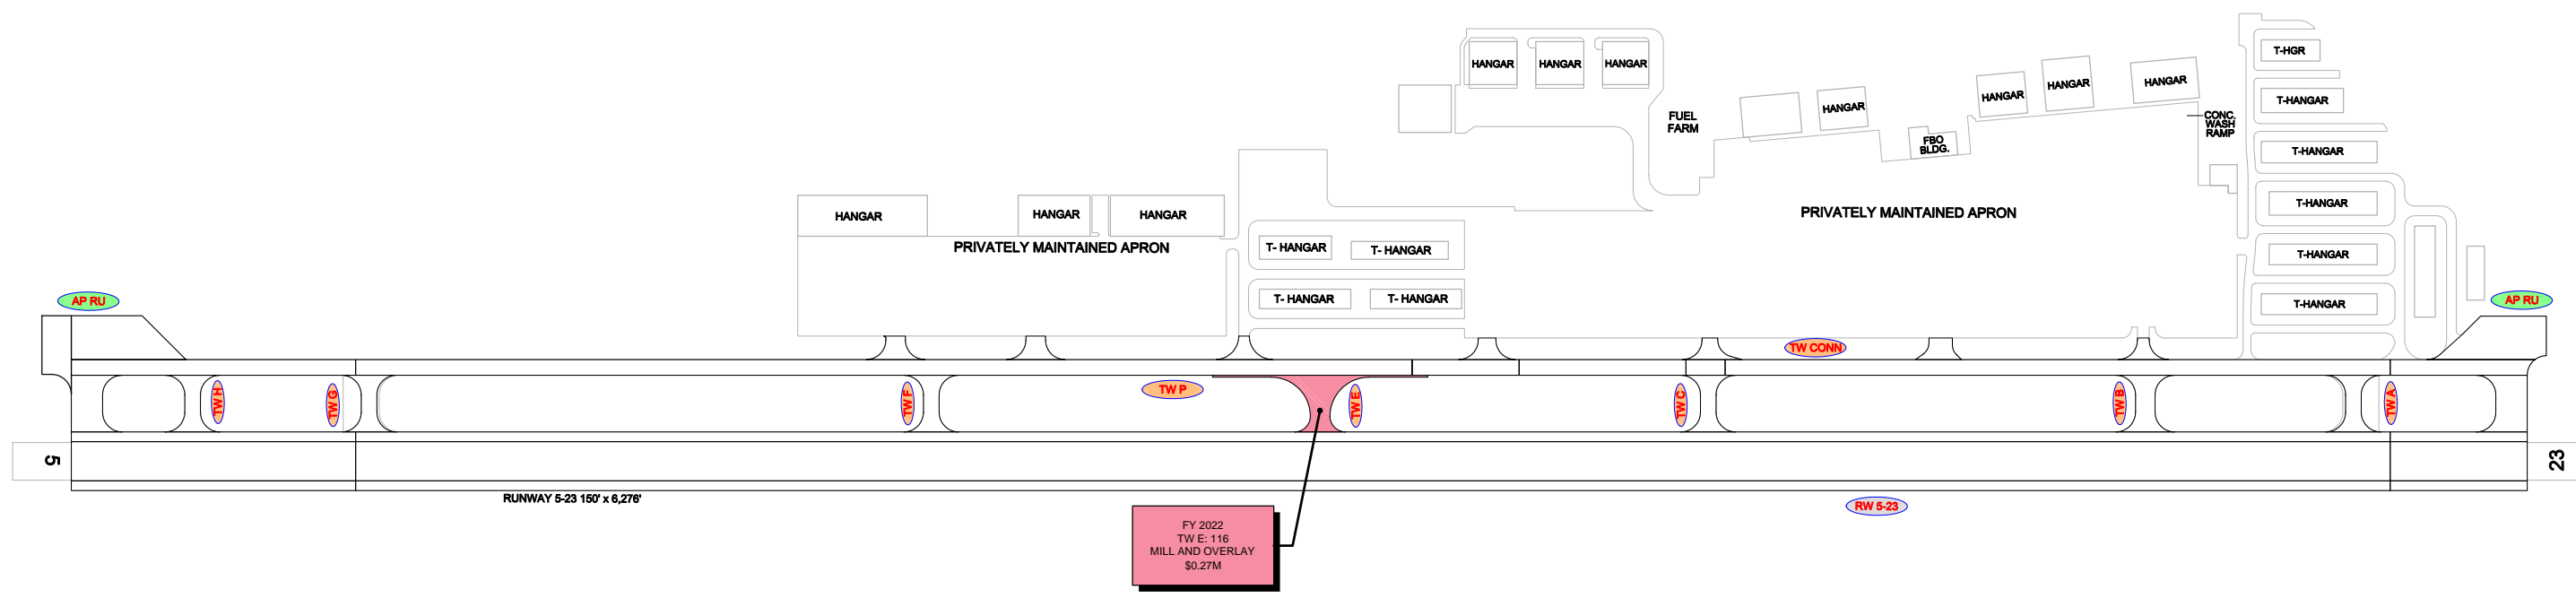 T-HGR
HANGAR
HANGAR
HANGAR
HANGAR
HANGAR
HANGAR
HANGAR
T-HANGAR
FUEL
FARM
CONC.
WASH
RAMP
FBO
BLDG.
T-HANGAR
T-HANGAR
HANGAR
HANGAR
HANGAR
PRIVATELY MAINTAINED APRON
PRIVATELY MAINTAINED APRON
T- HANGAR
T- HANGAR
T-HANGAR
T- HANGAR
T- HANGAR
T-HANGAR
AP RU
AP RU
TW CONN
TW H
TW G
TW F
TW P
TW E
TW C
TW B
TW A
5
23
RUNWAY 5-23 150' x 6,276'
RW 5-23
FY 2022
TW E: 116
MILL AND OVERLAY
$0.27M